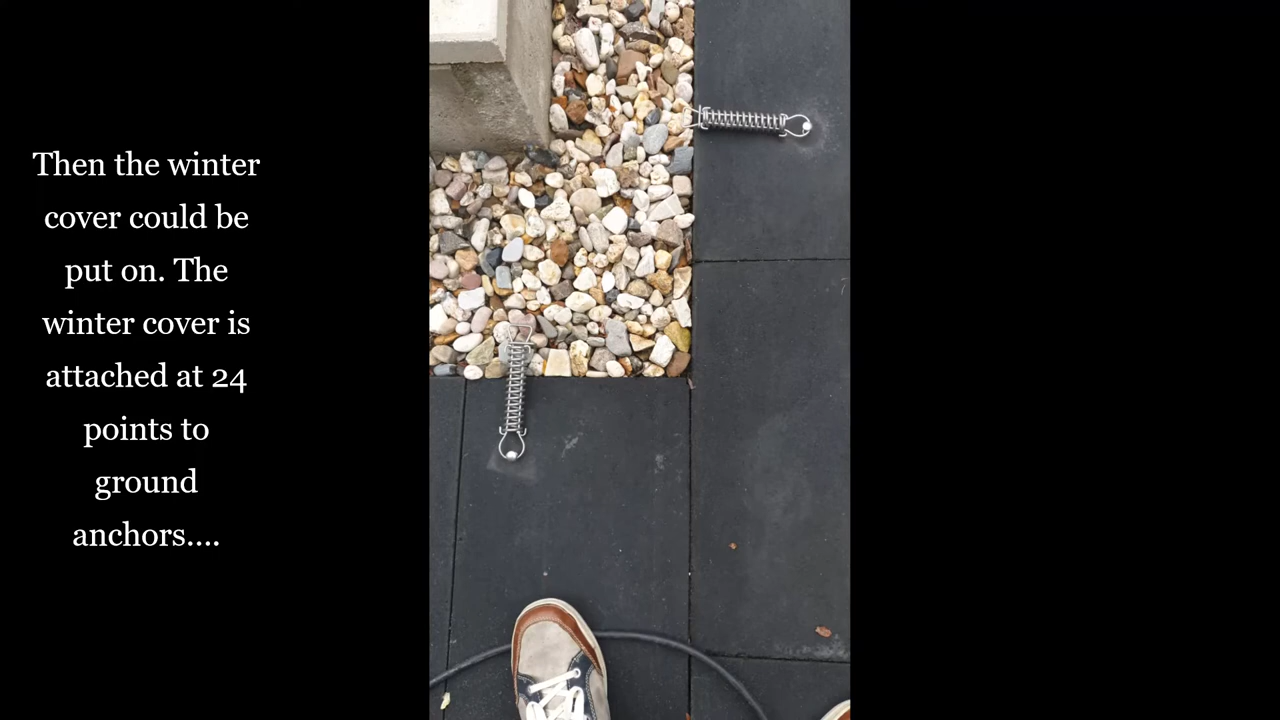 Then the winter
cover could be
put on. The
winter cover is
attached at 24
points to
ground
anchors....